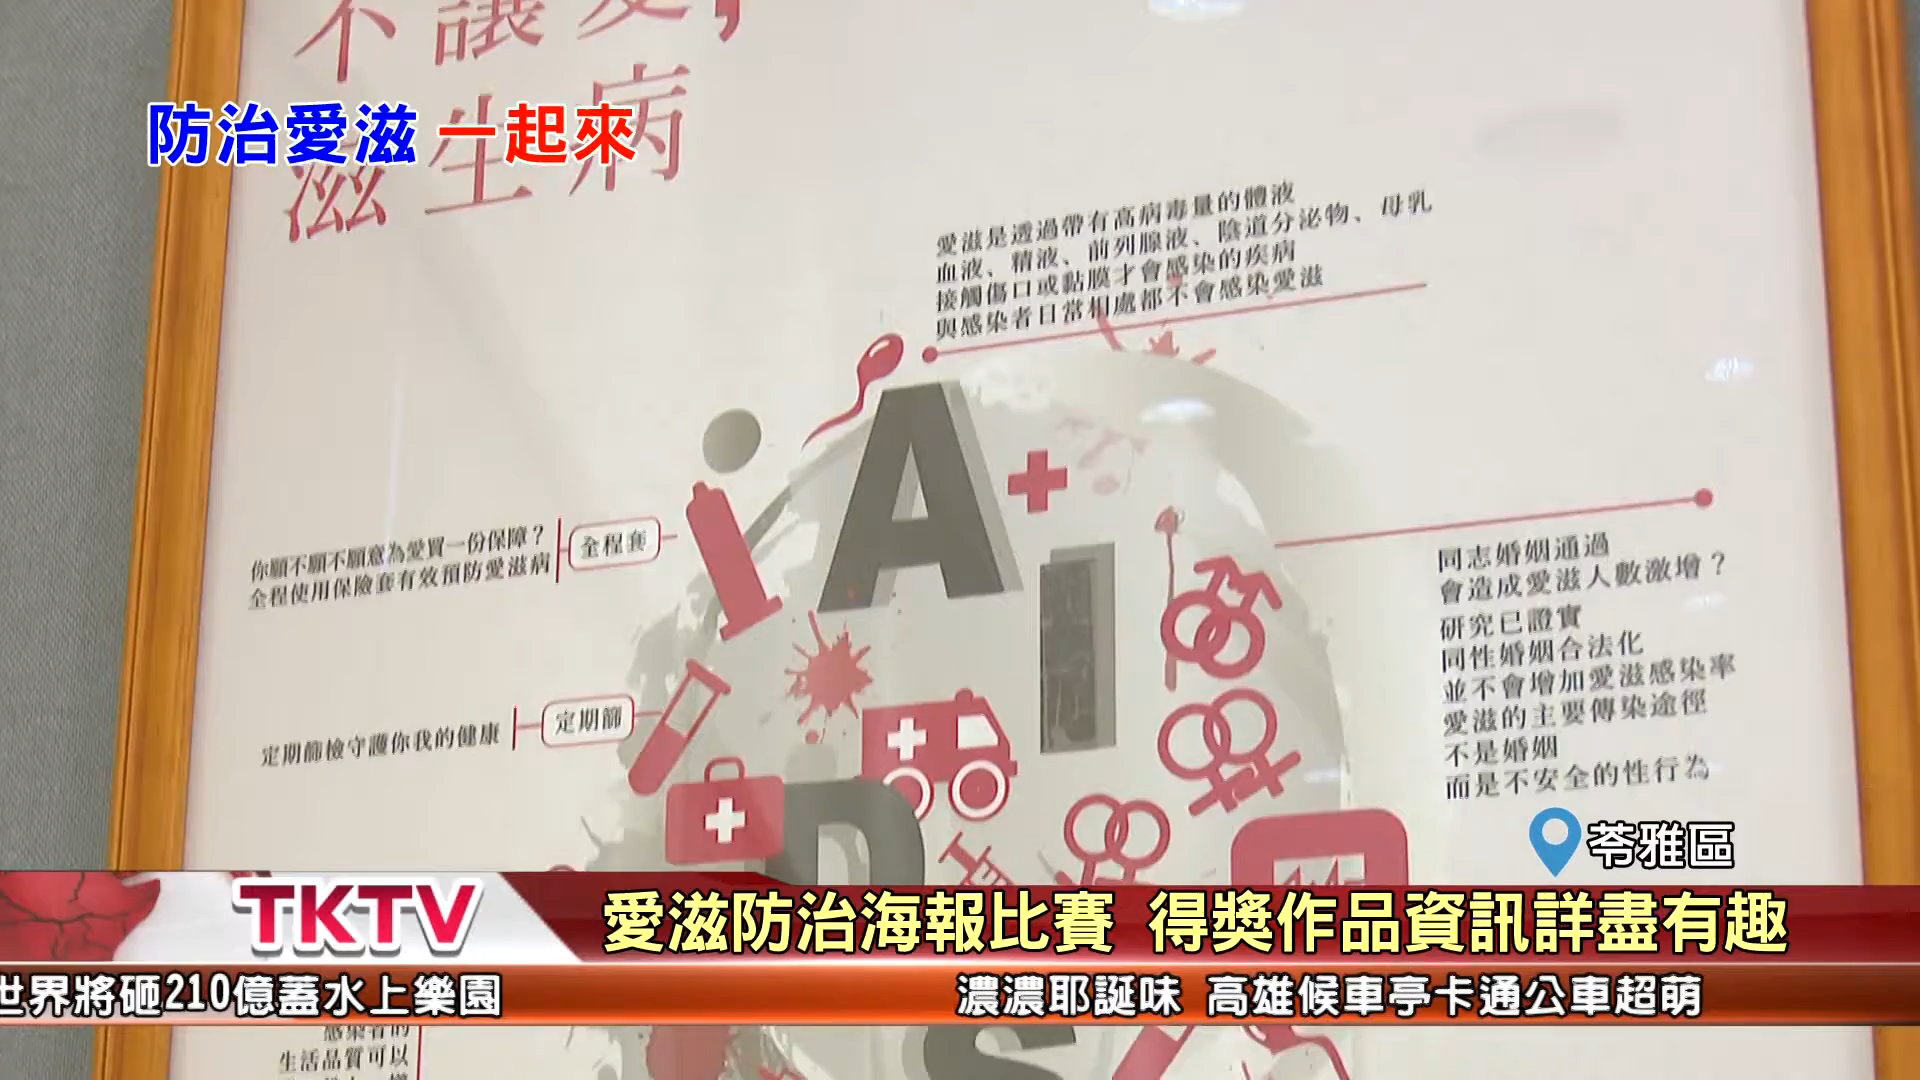 不讓愛,
滋生病
防治愛滋 一起來
愛滋是透過帶有高病毒量的體液
血液、精液、前列腺液、陰道分泌物、母乳
接觸傷口或黏膜才會感染的疾病
與感染者日常相處都不會感染愛滋
AIDS
你願不願不願意為愛買一份保障？
全程使用保險套有效預防愛滋病
全程套
定期篩檢守護你我的健康
定期篩
同志婚姻通過
會造成愛滋人數激增？
研究已證實
同性婚姻合法化
並不會增加愛滋感染率
愛滋的主要傳染途徑
不是婚姻
而是不安全的性行為
苓雅區
TKTV
愛滋防治海報比賽 得獎作品資訊詳盡有趣
世界將砸210億蓋水上樂園
濃濃耶誕味 高雄候車亭卡通公車超萌
感染者的
生活品質可以